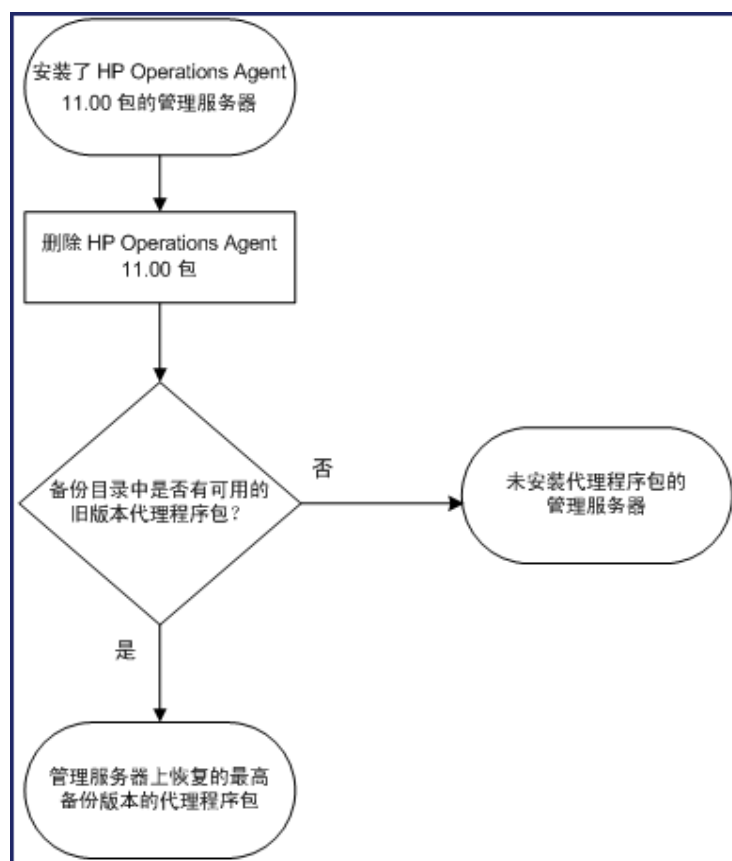 安装了 HP Operations Agent
11.00 包的管理服务器
删除 HP Operations Agent
11.00 包
备份目录中是否有可用的
旧版本代理程序包?
否
未安装代理程序包的
管理服务器
是
管理服务器上恢复的最高
备份版本的代理程序包